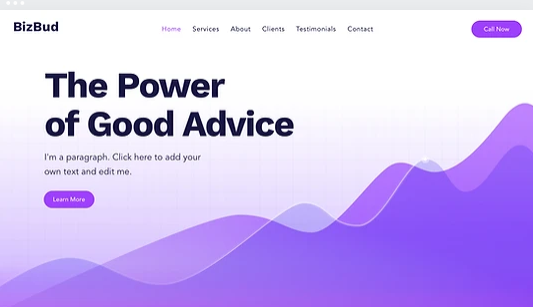 BizBud
Home Services About Clients Testimonials Contact
Call Now
The Power
of Good Advice
I'm a paragraph. Click here to add your
own text and edit me.
Learn More